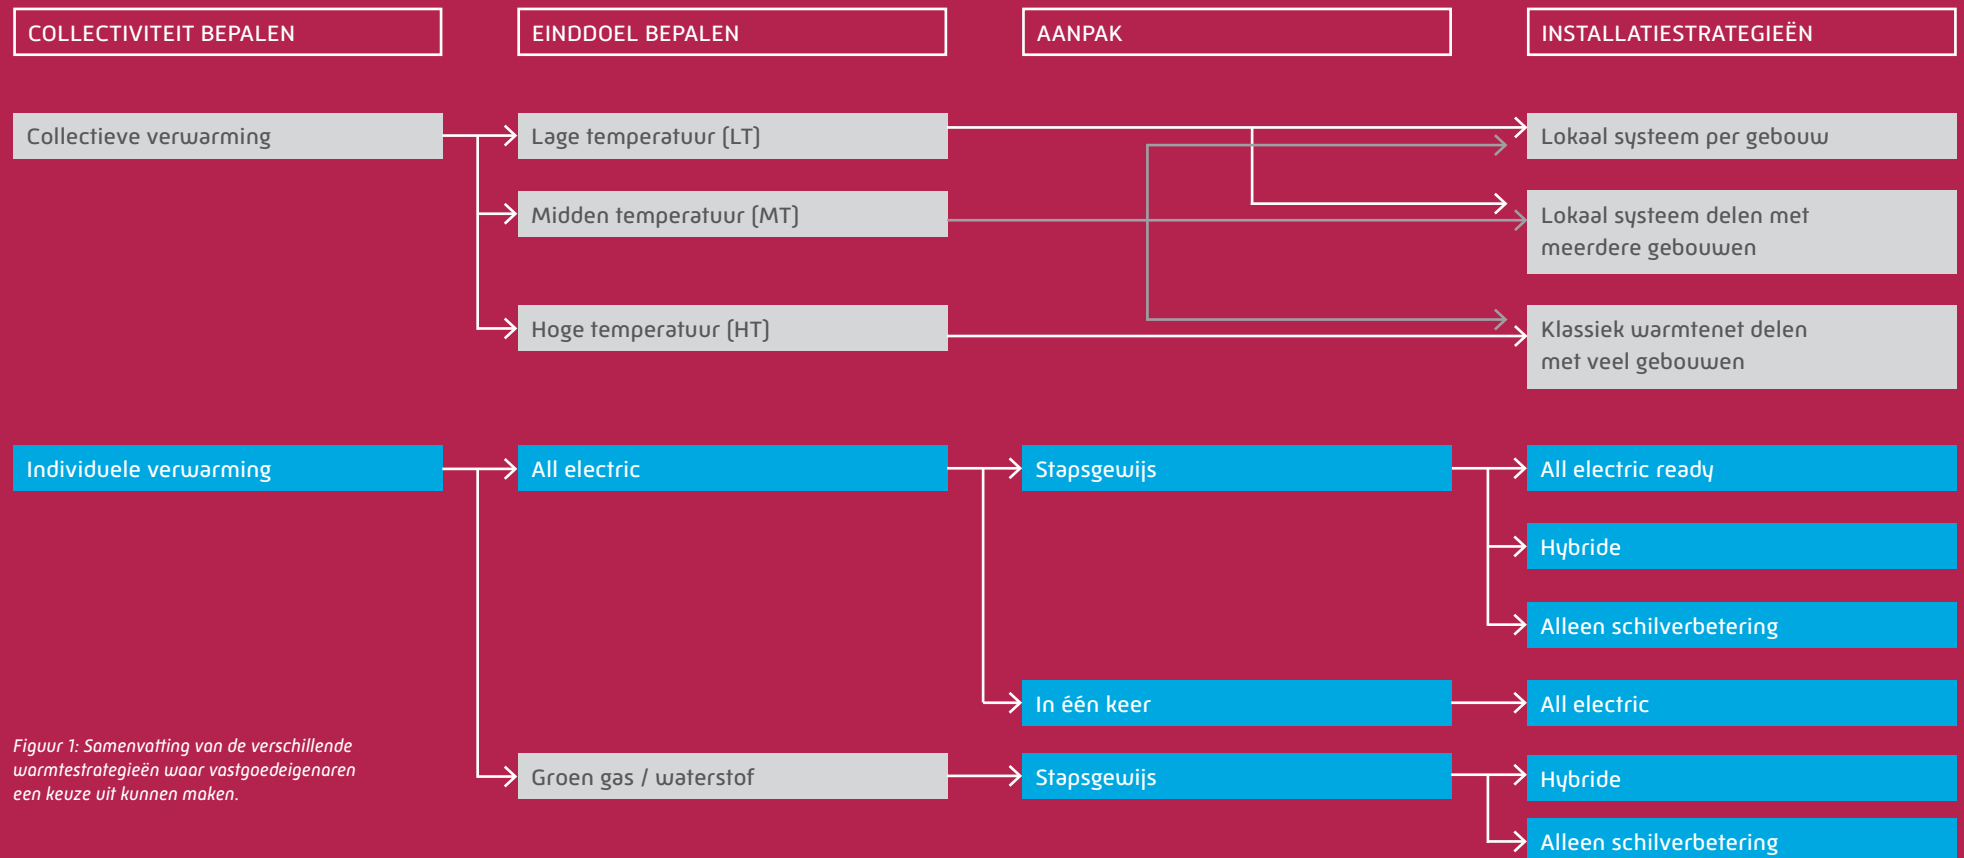 COLLECTIVITEIT BEPALEN
EINDDOEL BEPALEN
AANPAK
INSTALLATIESTRATEGIEËN
Collectieve verwarming
Lage temperatuur (LT)
Lokaal systeem per gebouw
Midden temperatuur (MT)
Lokaal systeem delen met
meerdere gebouwen
Hoge temperatuur (HT)
Klassiek warmtenet delen
met veel gebouwen
Individuele verwarming
All electric
Stapsgewijs
All electric ready
Hybride
Alleen schilverbetering
In één keer
All electric
Figuur 1: Samenvatting van de verschillende
warmtestrategieën waar vastgoedeigenaren
een keuze uit kunnen maken.
Groen gas / waterstof
Stapsgewijs
Hybride
Alleen schilverbetering